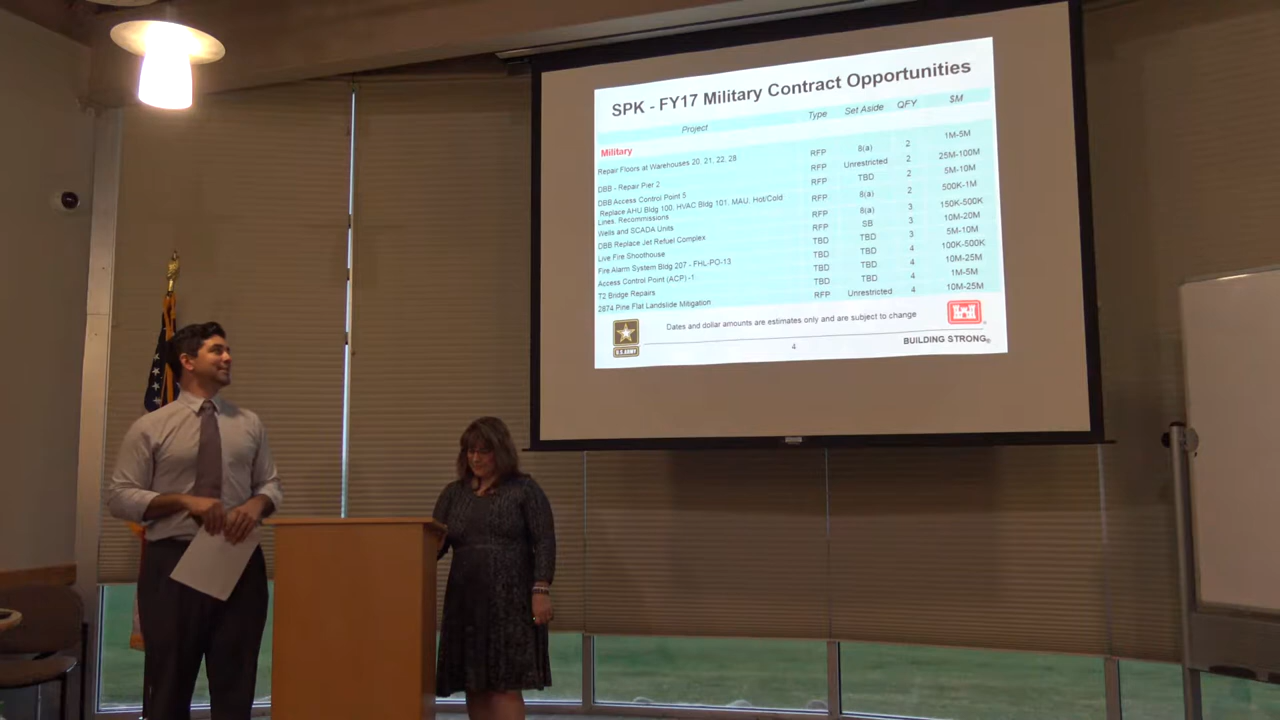 SPK - FY17 Military Contract Opportunities
Project Type Set Aside QFY $M
Military
Repair Floors at Warehouses 20, 21, 22, 28 RFP 8(a) 2 1M-5M
DBB - Repair Pier 2 RFP Unrestricted 2 25M-100M
DBB Access Control Point 5 RFP TBD 2 5M-10M
Replace AHU Bldg 100, HVAC Bldg 101, MAU, Hot/Cold RFP 8(a) 2 500K-1M
Lines, Recommissions
Wells and SCADA Units RFP 8(a) 3 150K-500K
DBB Replace Jet Refuel Complex RFP SB 3 10M-20M
Live Fire Shoothouse TBD TBD 3 5M-10M
Fire Alarm System Bldg 207 - FHL-PO-13 TBD TBD 4 100K-500K
Access Control Point (ACP) -1 TBD TBD 4 10M-25M
T2 Bridge Repairs TBD TBD 4 1M-5M
2874 Pine Flat Landslide Mitigation RFP Unrestricted 4 10M-25M
Dates and dollar amounts are estimates only and are subject to change
U.S. ARMY
4
BUILDING STRONG®